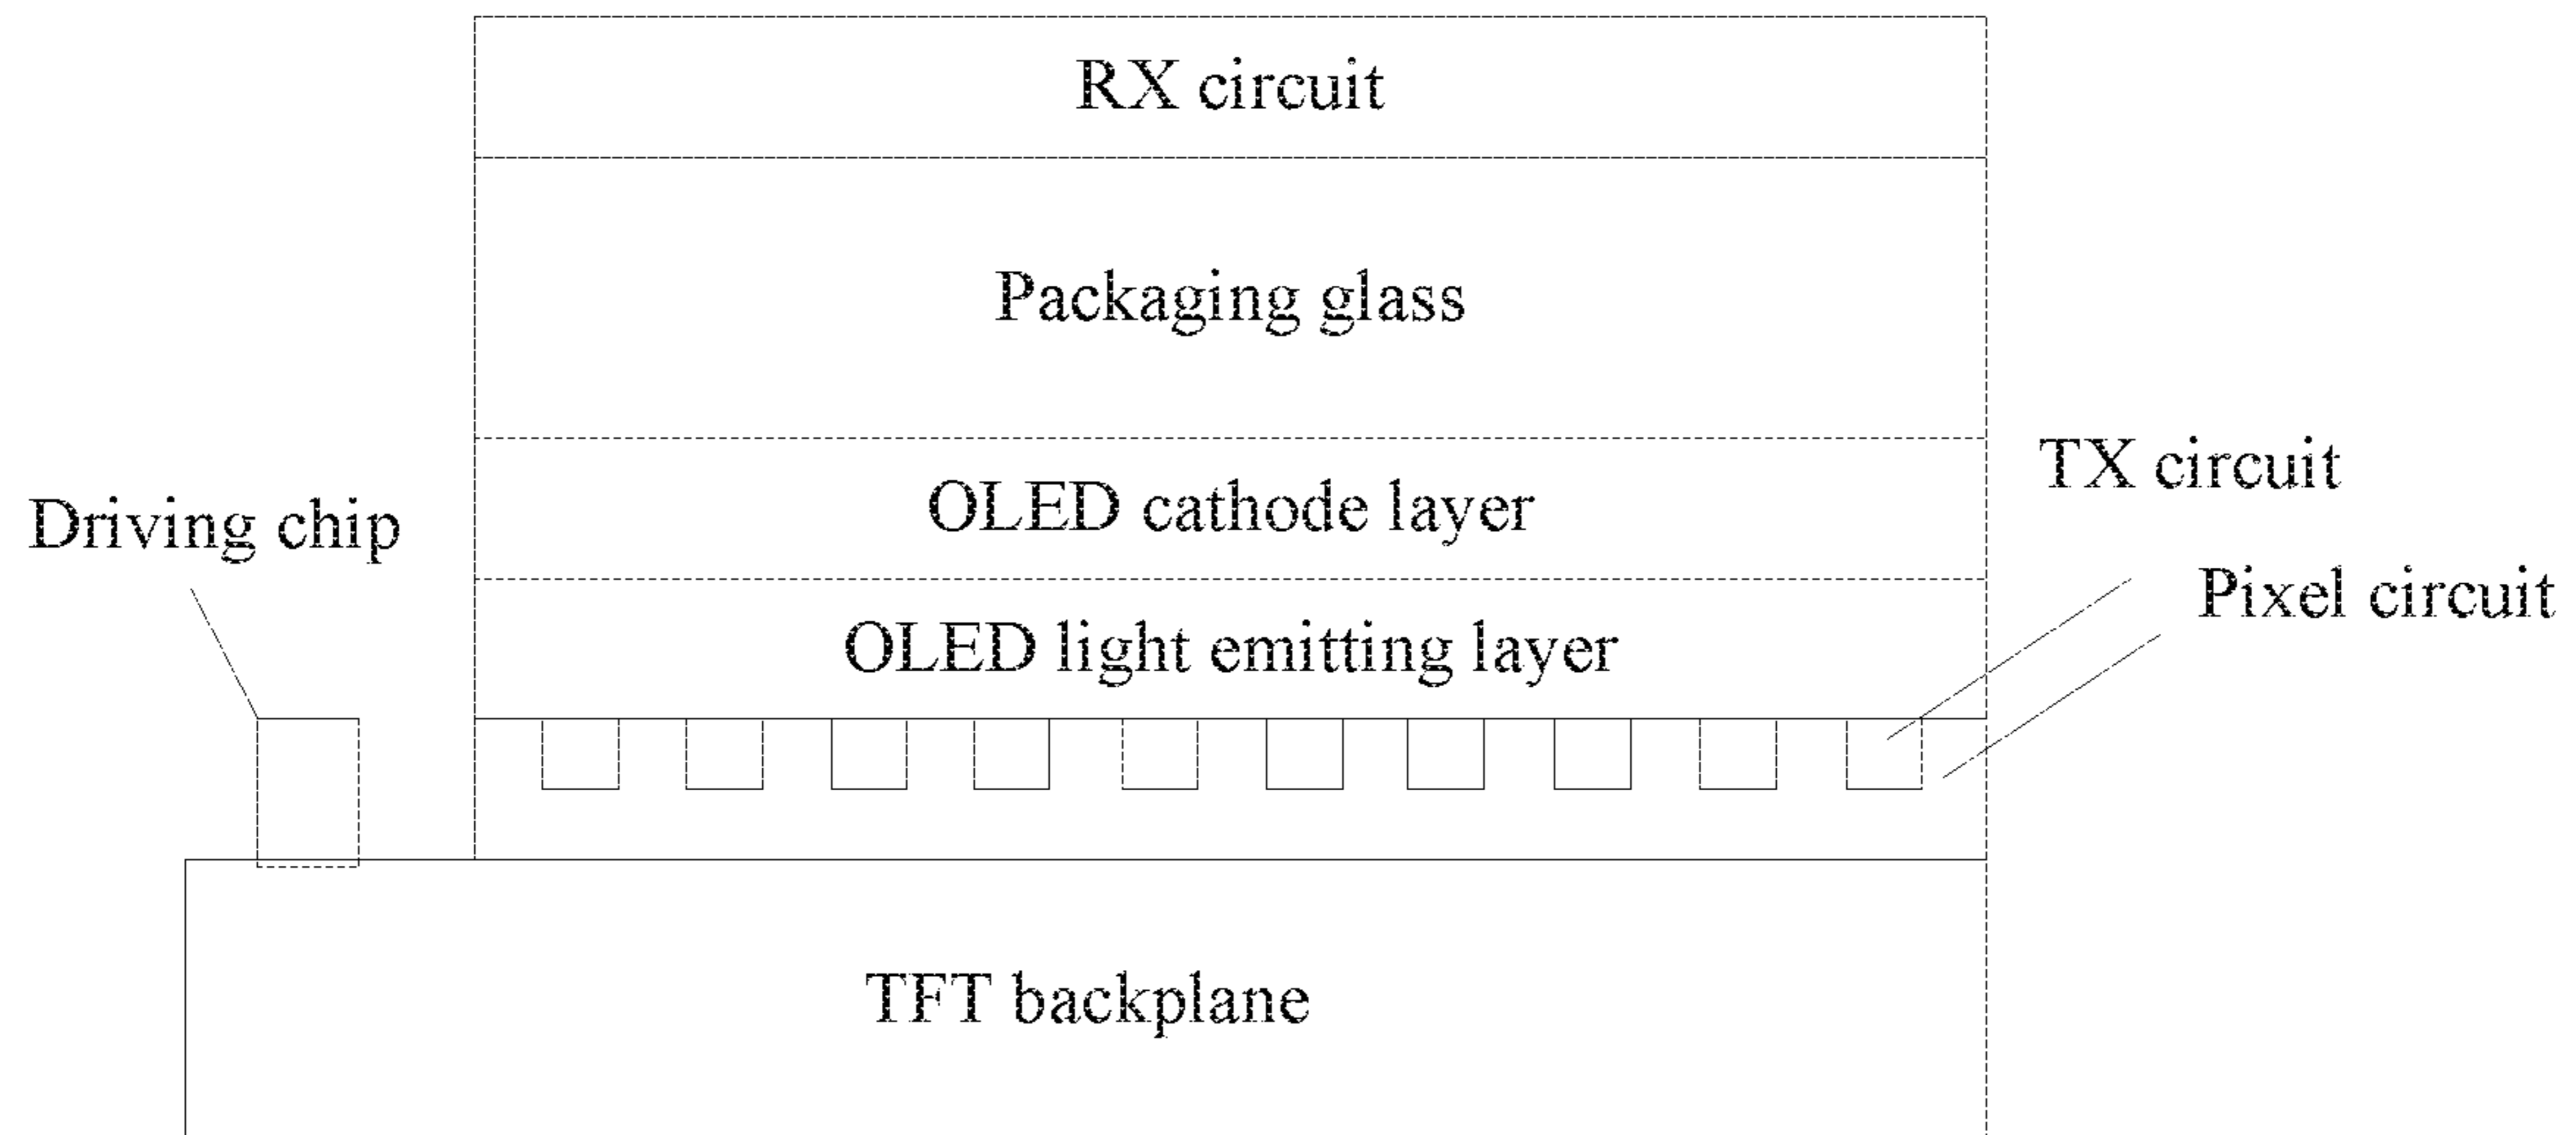 RX circuit
Packaging glass
TX circuit
OLED cathode layer
Driving chip
Pixel circuit
OLED light emitting layer
TFT backplane